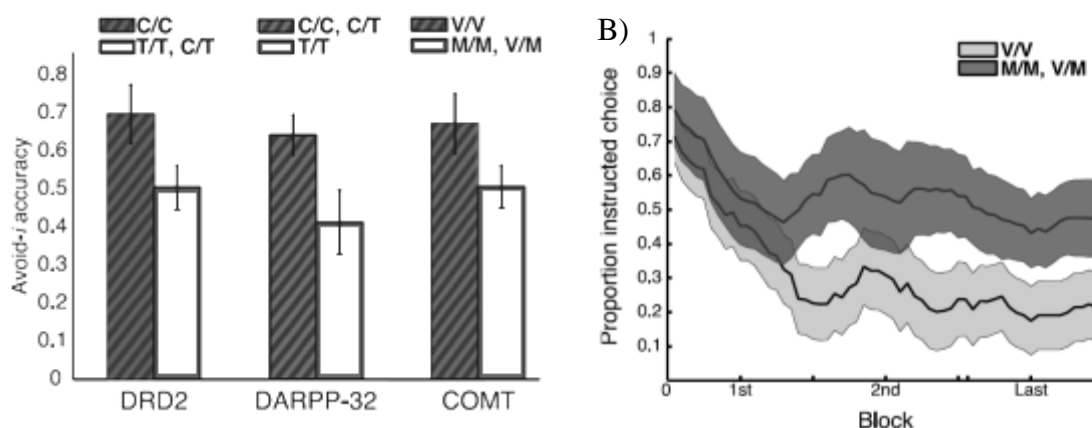 C/C
T/T, C/T
C/C, C/T
T/T
V/V
M/M, V/M
Avoid-i accuracy
0.8
0.7
0.6
0.5
0.4
0.3
0.2
0.1
0
DRD2 DARPP-32 COMT
B)
V/V
M/M, V/M
Proportion instructed choice
1
0.9
0.8
0.7
0.6
0.5
0.4
0.3
0.2
0.1
0 1st 2nd Last
Block